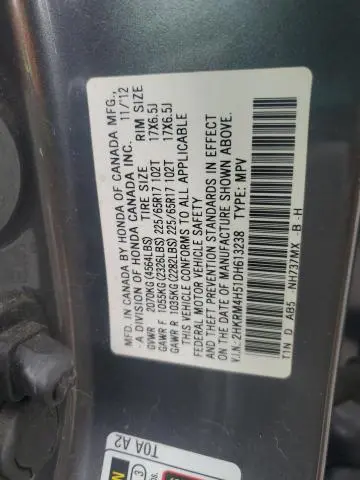 MFD. IN CANADA BY HONDA OF CANADA MFG.,
A DIVISION OF HONDA CANADA INC. 11/12
TIRE SIZE RIM SIZE
GVWR 2070KG(4564LBS)
GAWR F 1055KG(2326LBS) 225/65R17 102T 17X6.5J
GAWR R 1035KG(2282LBS) 225/65R17 102T 17X6.5J
THIS VEHICLE CONFORMS TO ALL APPLICABLE
FEDERAL MOTOR VEHICLE SAFETY
AND THEFT PREVENTION STANDARDS IN EFFECT
ON THE DATE OF MANUFACTURE SHOWN ABOVE.
V.I.N.: 2HKRM4H51DH613238 TYPE: MPV
T1N D AB5 NH737MX B-H
T0A A2
3